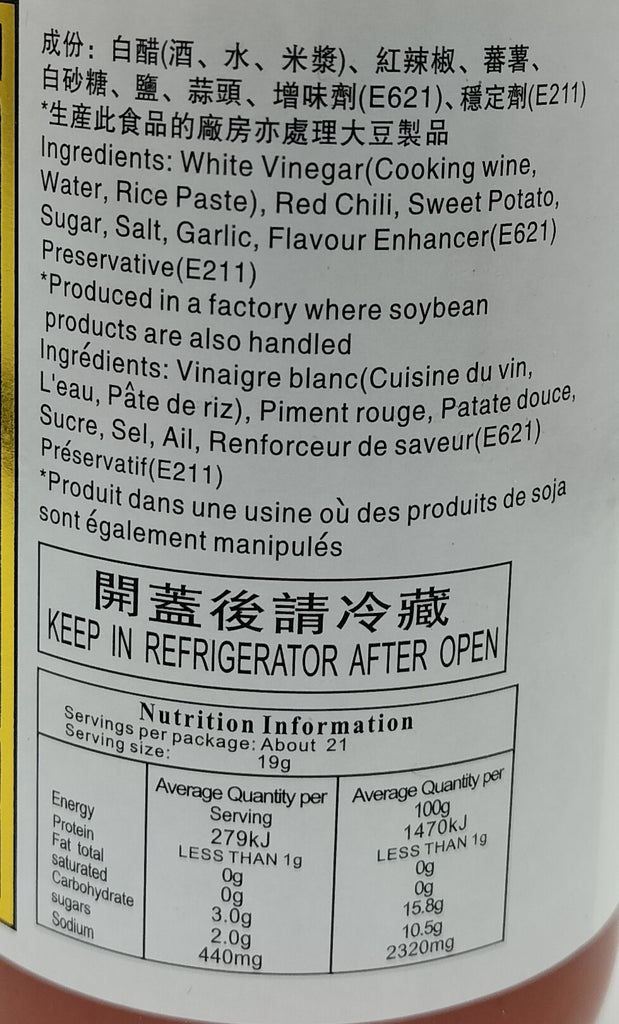 成份：白醋(酒、水、米漿)、紅辣椒、蕃薯、
白砂糖、鹽、蒜頭、增味劑(E621)、穩定劑(E211)
*生產此食品的廠房亦處理大豆製品
Ingredients: White Vinegar(Cooking wine,
Water, Rice Paste), Red Chili, Sweet Potato,
Sugar, Salt, Garlic, Flavour Enhancer(E621)
Preservative(E211)
*Produced in a factory where soybean
products are also handled
Ingrédients: Vinaigre blanc(Cuisine du vin,
L'eau, Pâte de riz), Piment rouge, Patate douce,
Sucre, Sel, Ail, Renforceur de saveur(E621)
Préservatif(E211)
*Produit dans une usine où des produits de soja
sont également manipulés
開蓋後請冷藏
KEEP IN REFRIGERATOR AFTER OPEN
Nutrition Information
Servings per package: About 21
Serving size: 19g
Average Quantity per Serving Average Quantity per 100g
Energy 279kJ 1470kJ
Protein LESS THAN 1g LESS THAN 1g
Fat total 0g 0g
saturated 0g 0g
Carbohydrate 3.0g 15.8g
sugars 2.0g 10.5g
Sodium 440mg 2320mg